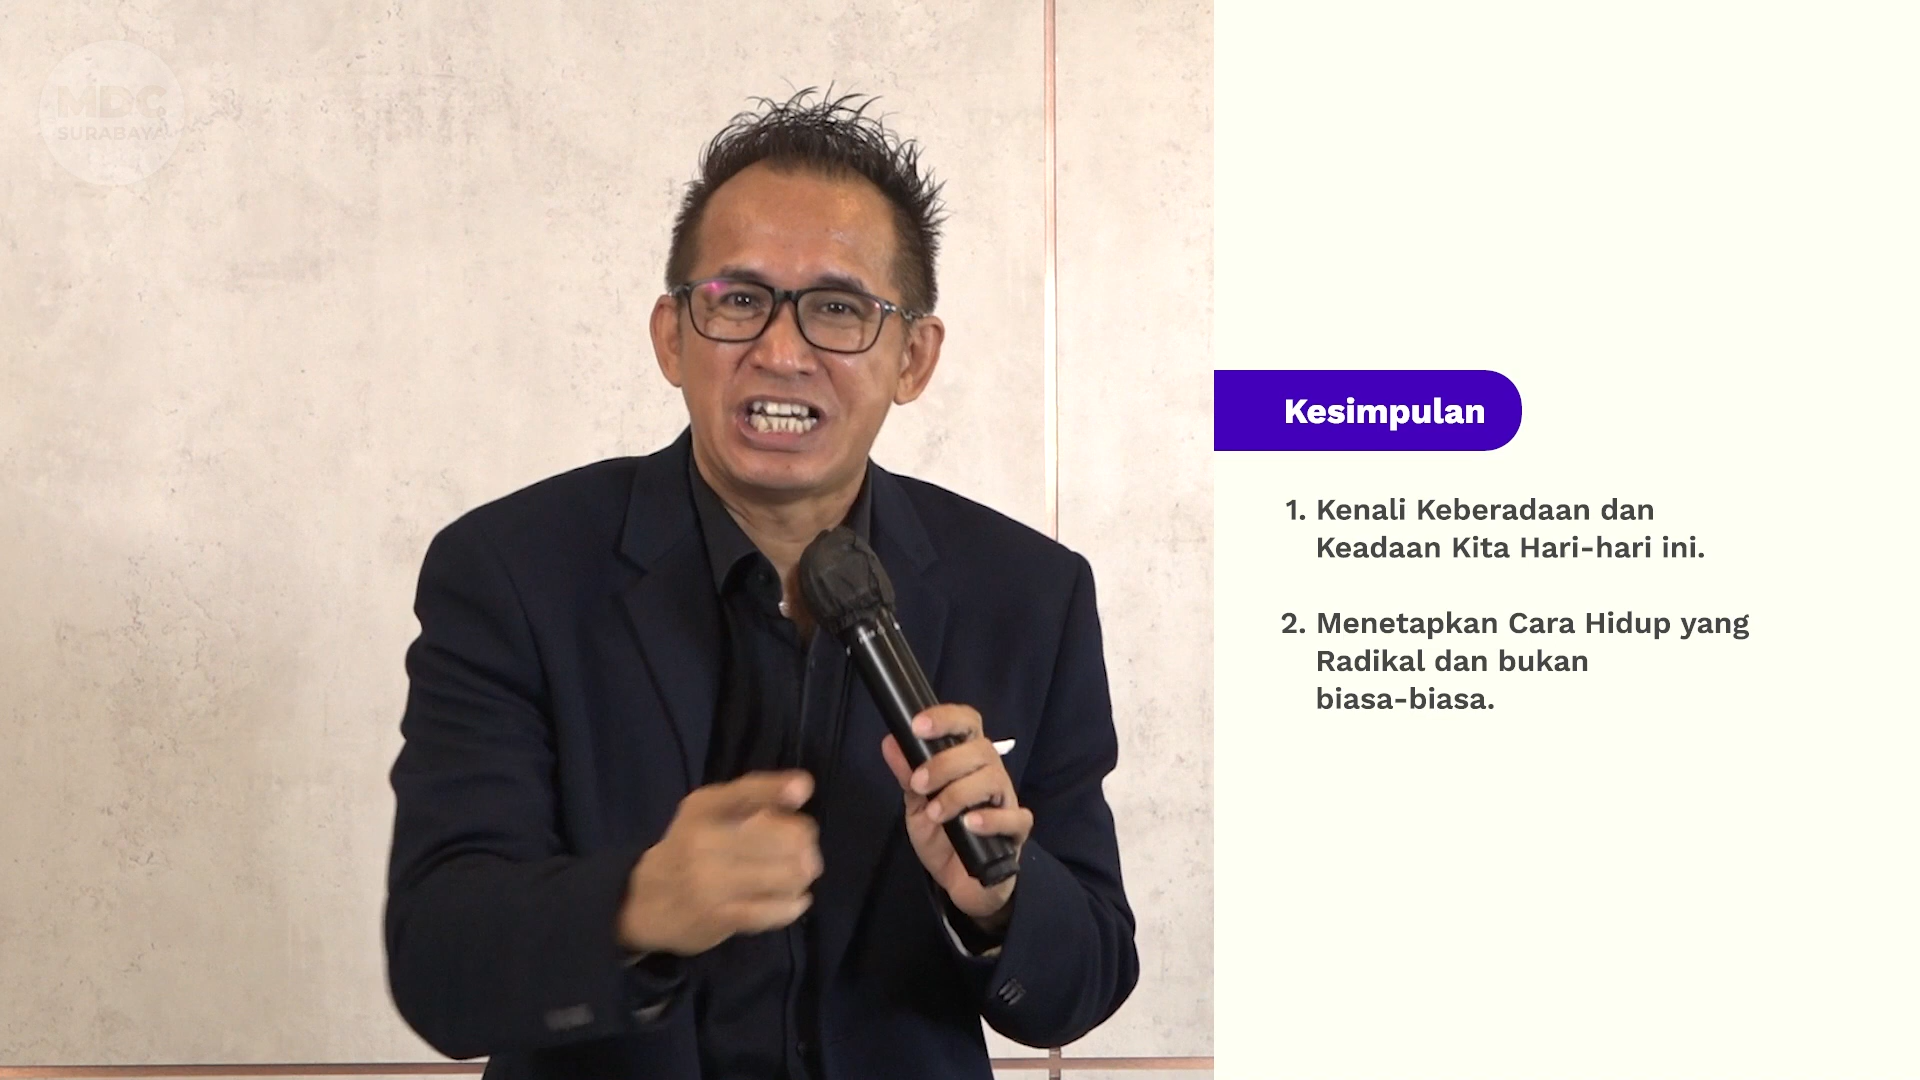 MDC
SURABAYA
Kesimpulan
1. Kenali Keberadaan dan
Keadaan Kita Hari-hari ini.
2. Menetapkan Cara Hidup yang
Radikal dan bukan
biasa-biasa.